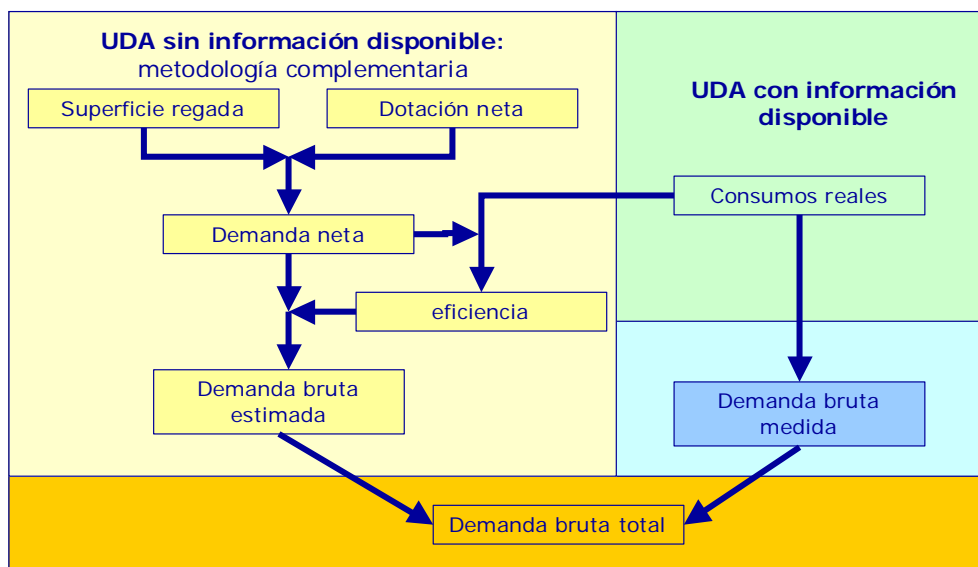 UDA sin información disponible:
metodología complementaria
Superficie regada
Dotación neta
UDA con información
disponible
Consumos reales
Demanda neta
eficiencia
Demanda bruta
estimada
Demanda bruta
medida
Demanda bruta total